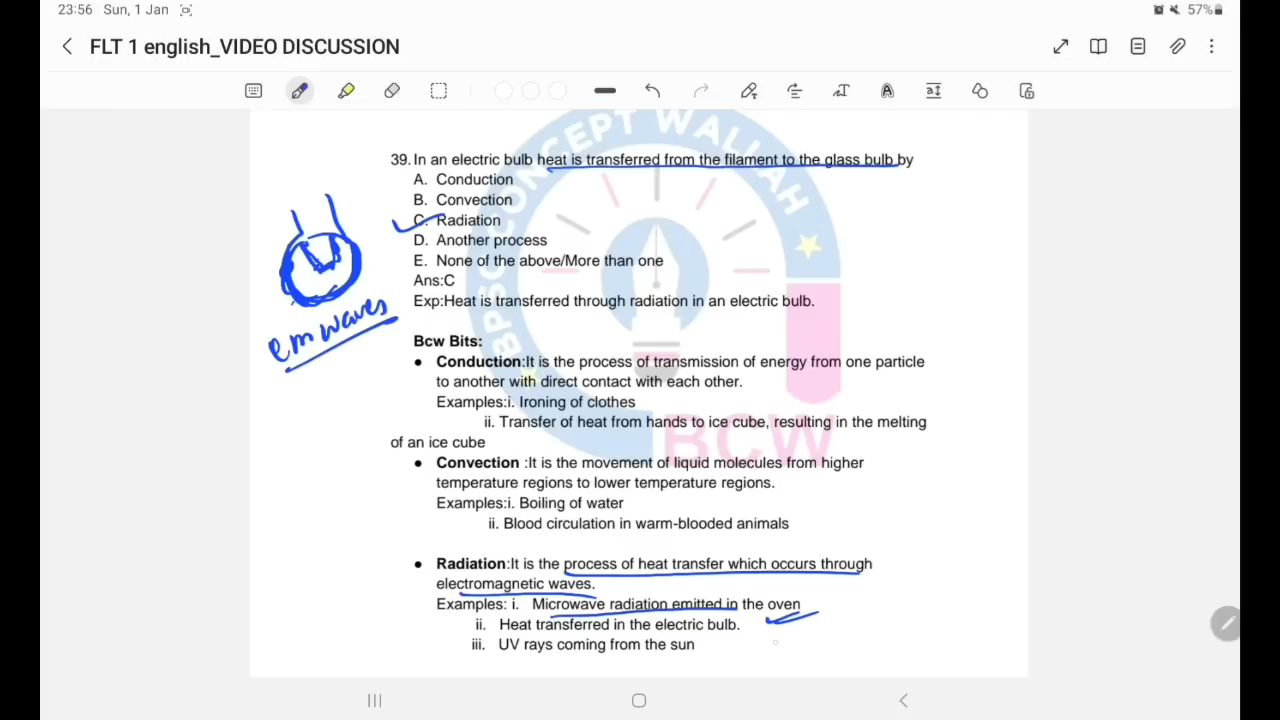 23:56 Sun, 1 Jan
57%
FLT 1 english_VIDEO DISCUSSION
BPSC CONCEPT WALLAH
39. In an electric bulb heat is transferred from the filament to the glass bulb by
A. Conduction
B. Convection
C. Radiation
D. Another process
E. None of the above/More than one
Ans:C
Exp:Heat is transferred through radiation in an electric bulb.
em waves
Bcw Bits:
• Conduction:It is the process of transmission of energy from one particle
to another with direct contact with each other.
Examples:i. Ironing of clothes
ii. Transfer of heat from hands to ice cube, resulting in the melting
of an ice cube
BCW
• Convection :It is the movement of liquid molecules from higher
temperature regions to lower temperature regions.
Examples:i. Boiling of water
ii. Blood circulation in warm-blooded animals
• Radiation:It is the process of heat transfer which occurs through
electromagnetic waves.
Examples: i. Microwave radiation emitted in the oven
ii. Heat transferred in the electric bulb.
iii. UV rays coming from the sun